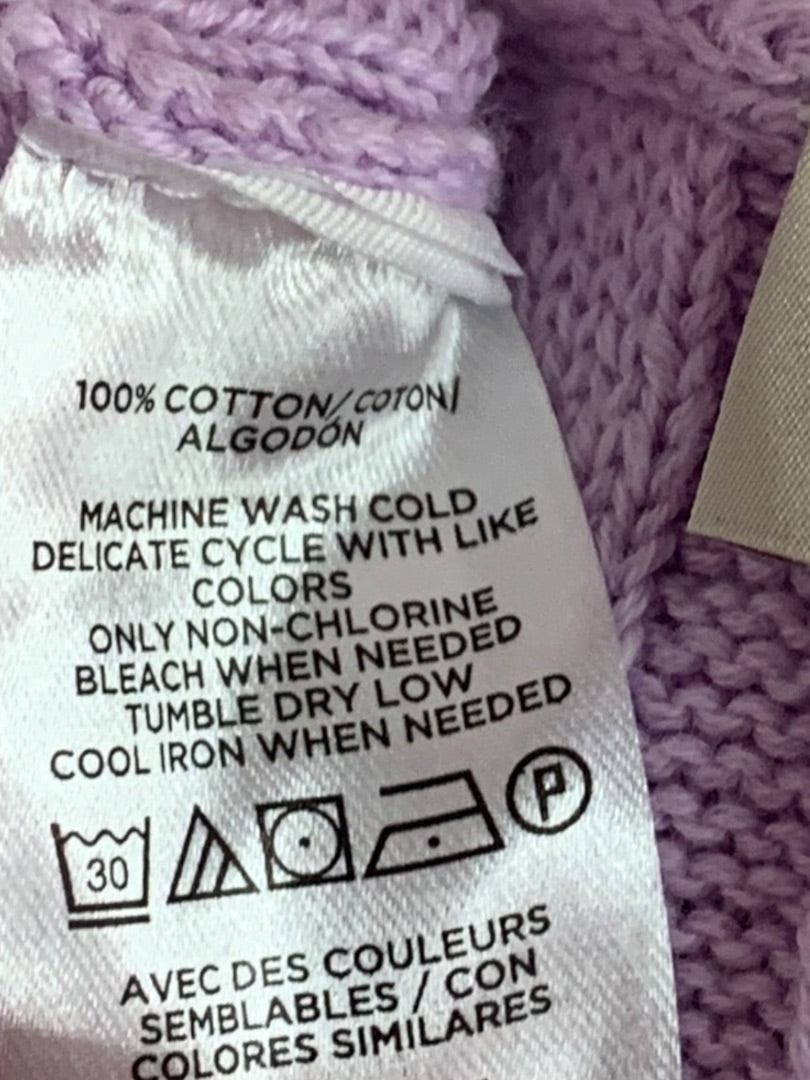 100% COTTON/COTON/
ALGODÓN
MACHINE WASH COLD
DELICATE CYCLE WITH LIKE
COLORS
ONLY NON-CHLORINE
BLEACH WHEN NEEDED
TUMBLE DRY LOW
COOL IRON WHEN NEEDED
30 P
AVEC DES COULEURS
SEMBLABLES / CON
COLORES SIMILARES